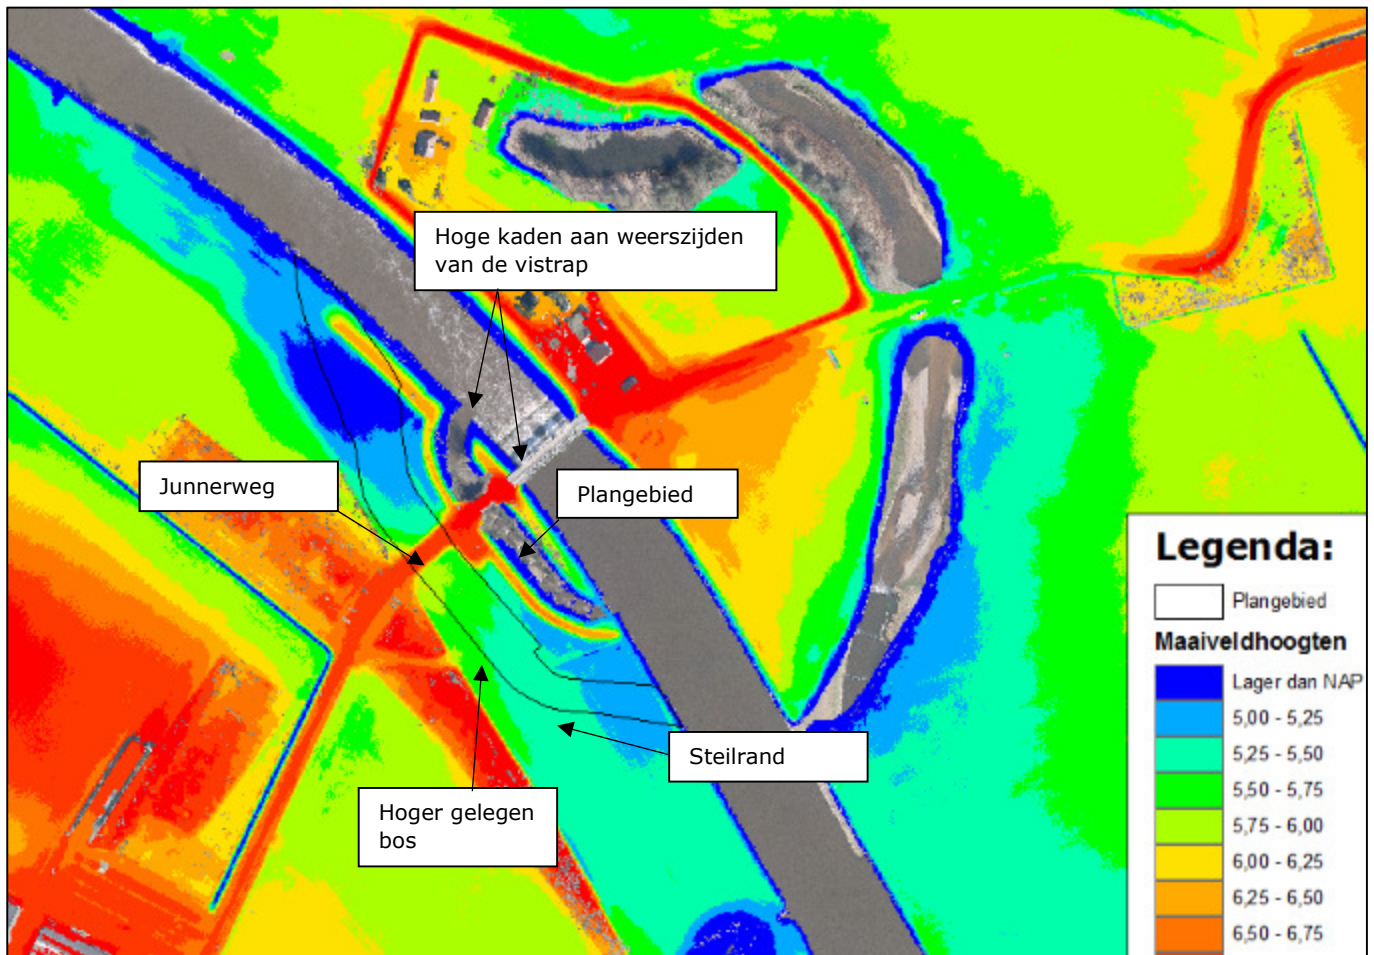 Hoge kaden aan weerszijden
van de vistrap
Junnerweg
Plangebied
Steilrand
Hoger gelegen
bos
Legenda:
Plangebied
Maaiveldhoogten
Lager dan NAP
5,00 - 5,25
5,25 - 5,50
5,50 - 5,75
5,75 - 6,00
6,00 - 6,25
6,25 - 6,50
6,50 - 6,75